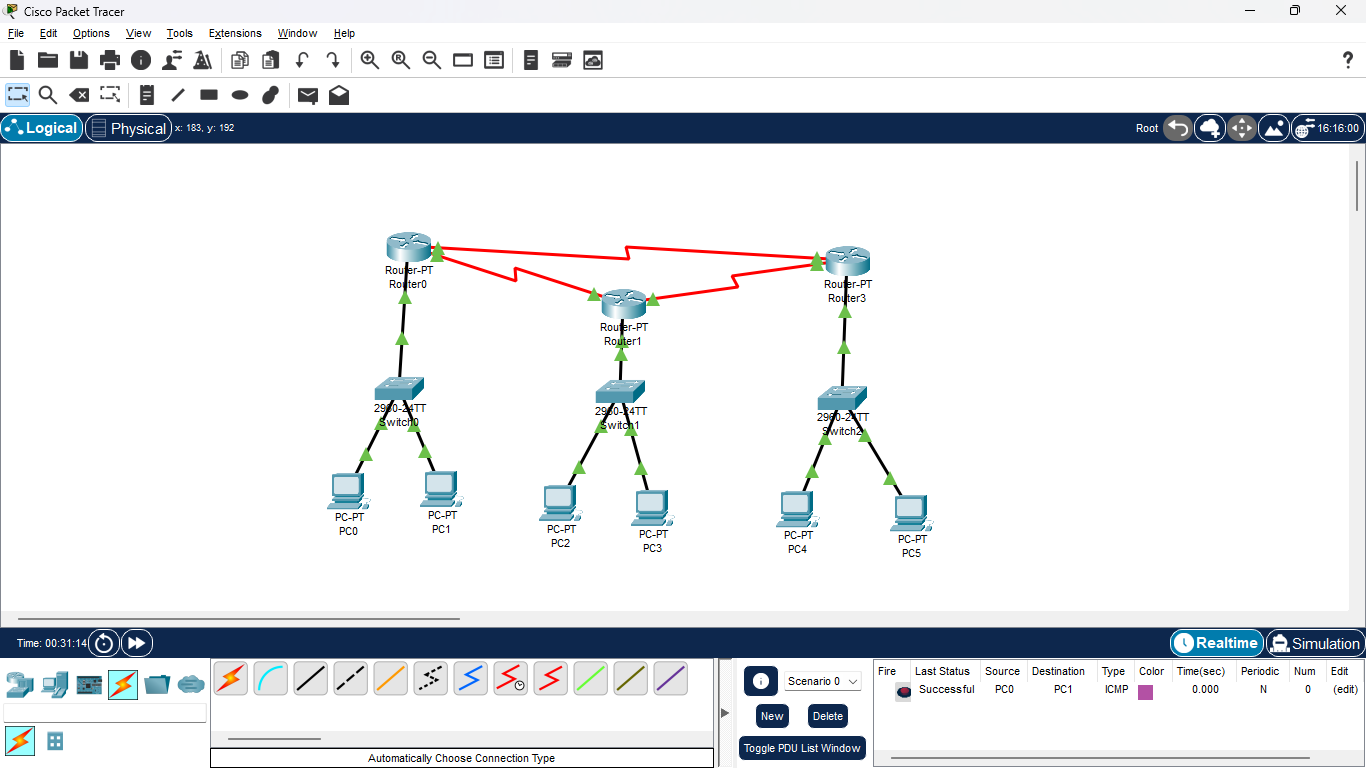 Cisco Packet Tracer
File Edit Options View Tools Extensions Window Help
?
Logical Physical x: 183, y: 192 Root 16:16:00
Router-PT
Router0
Router-PT
Router3
Router-PT
Router1
2960-24TT
Switch0
2960-24TT
Switch1
2960-24TT
Switch2
PC-PT
PC0
PC-PT
PC1
PC-PT
PC2
PC-PT
PC3
PC-PT
PC4
PC-PT
PC5
Time: 00:31:14 Realtime Simulation
Scenario 0
New Delete
Toggle PDU List Window
Fire Last Status Source Destination Type Color Time(sec) Periodic Num Edit
Successful PC0 PC1 ICMP 0.000 N 0 (edit)
Automatically Choose Connection Type